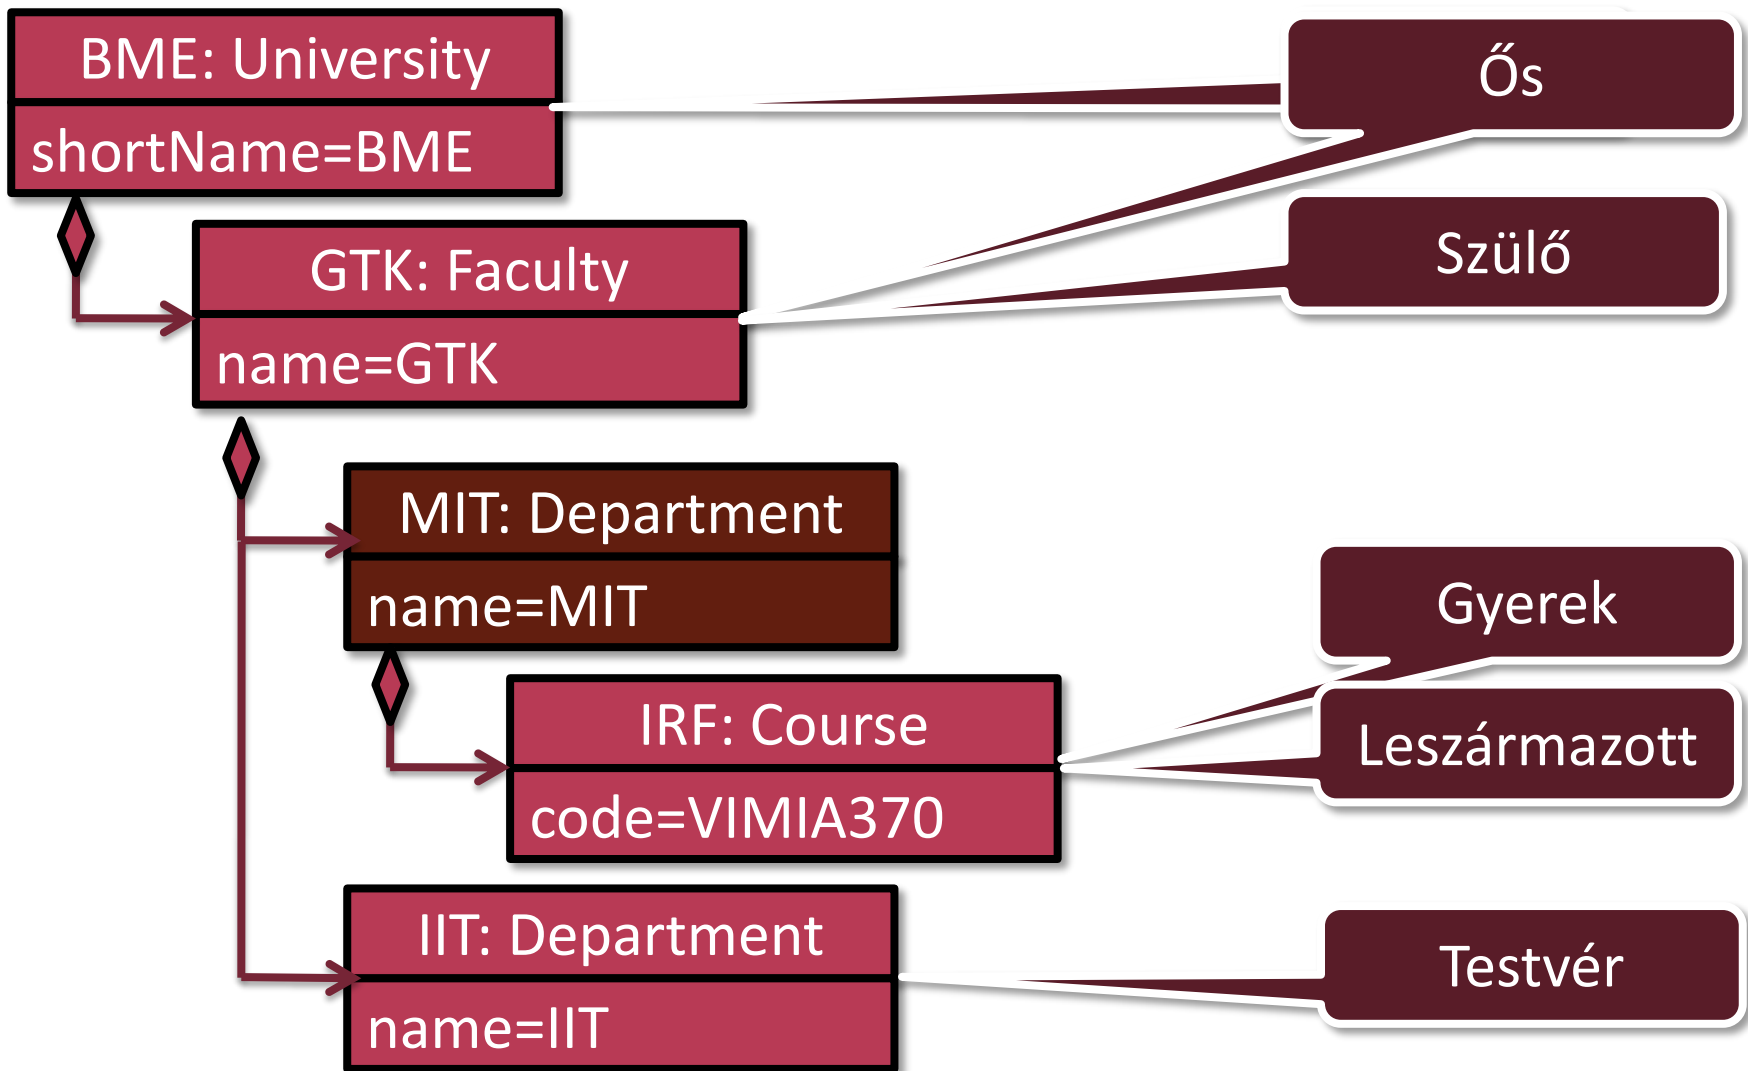 BME: University
shortName=BME
Ős
GTK: Faculty
name=GTK
Szülő
MIT: Department
name=MIT
Gyerek
IRF: Course
code=VIMIA370
Leszármazott
IIT: Department
name=IIT
Testvér